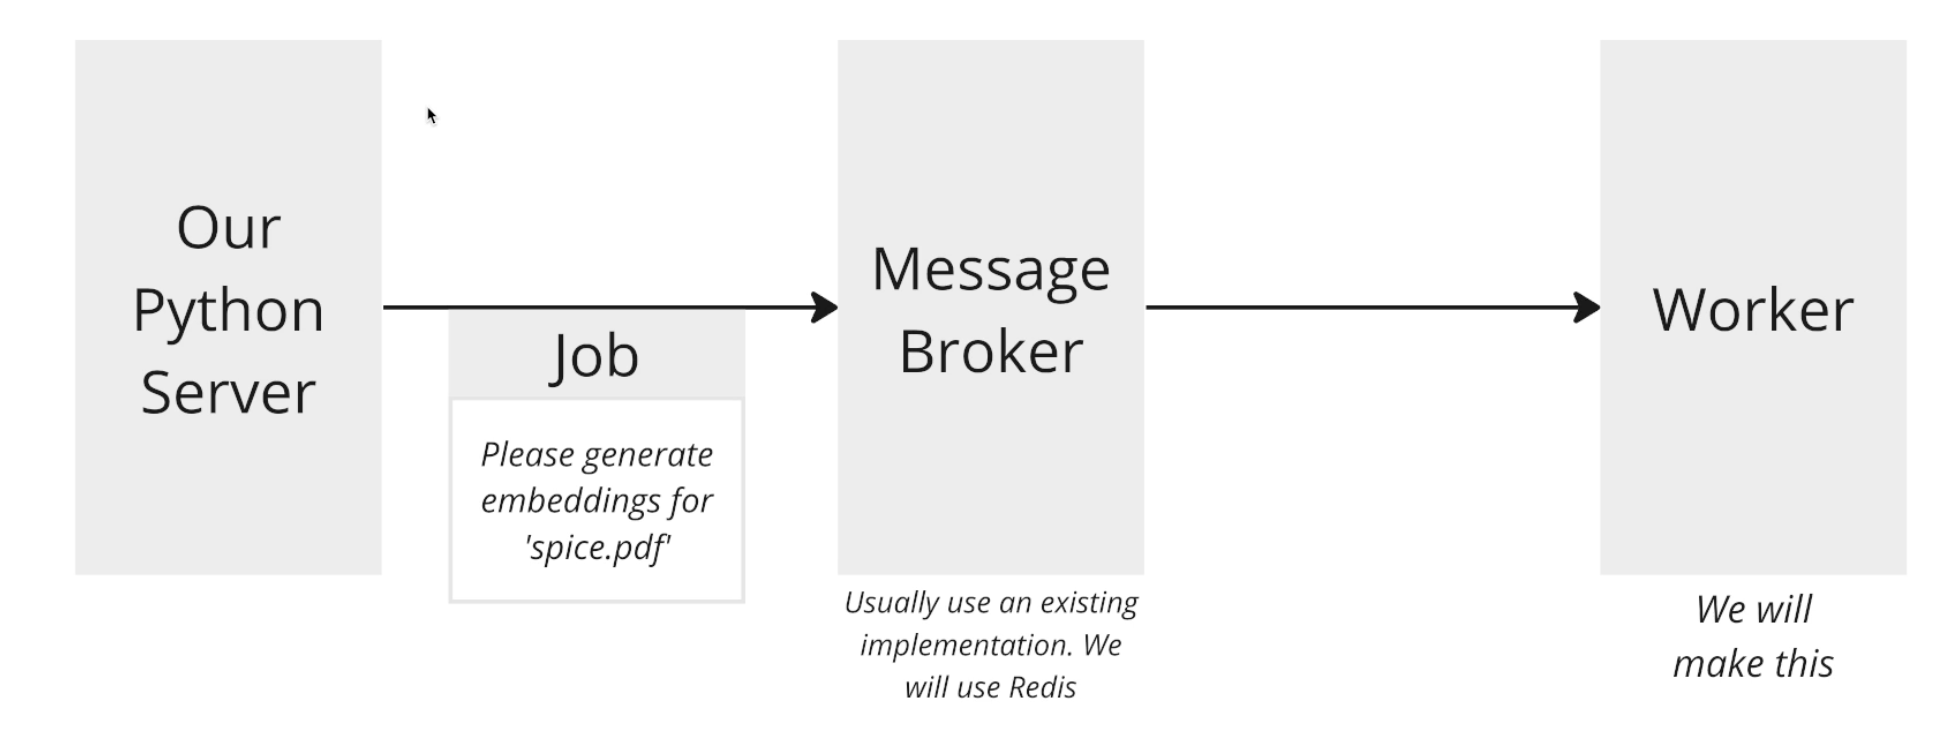 Our
Python
Server
Job
Please generate
embeddings for
'spice.pdf'
Message
Broker
Usually use an existing
implementation. We
will use Redis
Worker
We will
make this